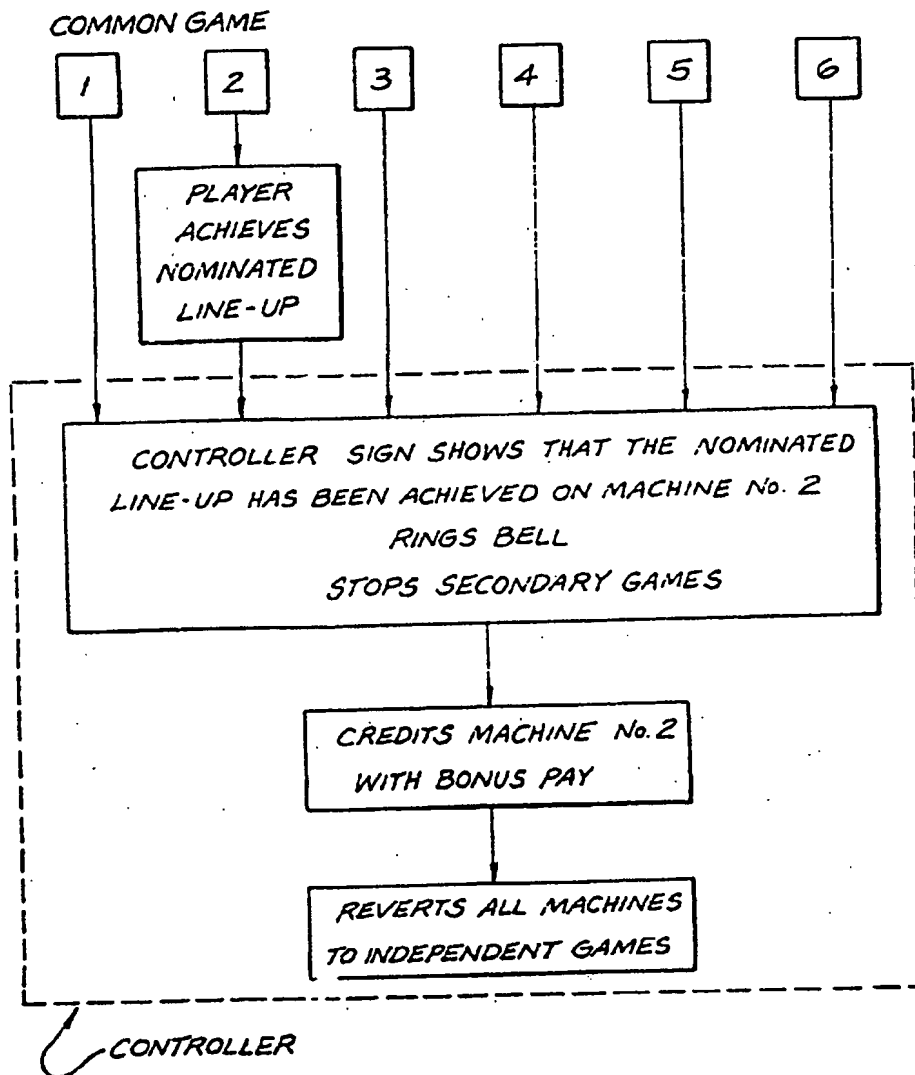 COMMON GAME
1 2 3 4 5 6
PLAYER
ACHIEVES
NOMINATED
LINE-UP
CONTROLLER SIGN SHOWS THAT THE NOMINATED
LINE-UP HAS BEEN ACHIEVED ON MACHINE No. 2
RINGS BELL
STOPS SECONDARY GAMES
CREDITS MACHINE No. 2
WITH BONUS PAY
REVERTS ALL MACHINES
TO INDEPENDENT GAMES
CONTROLLER